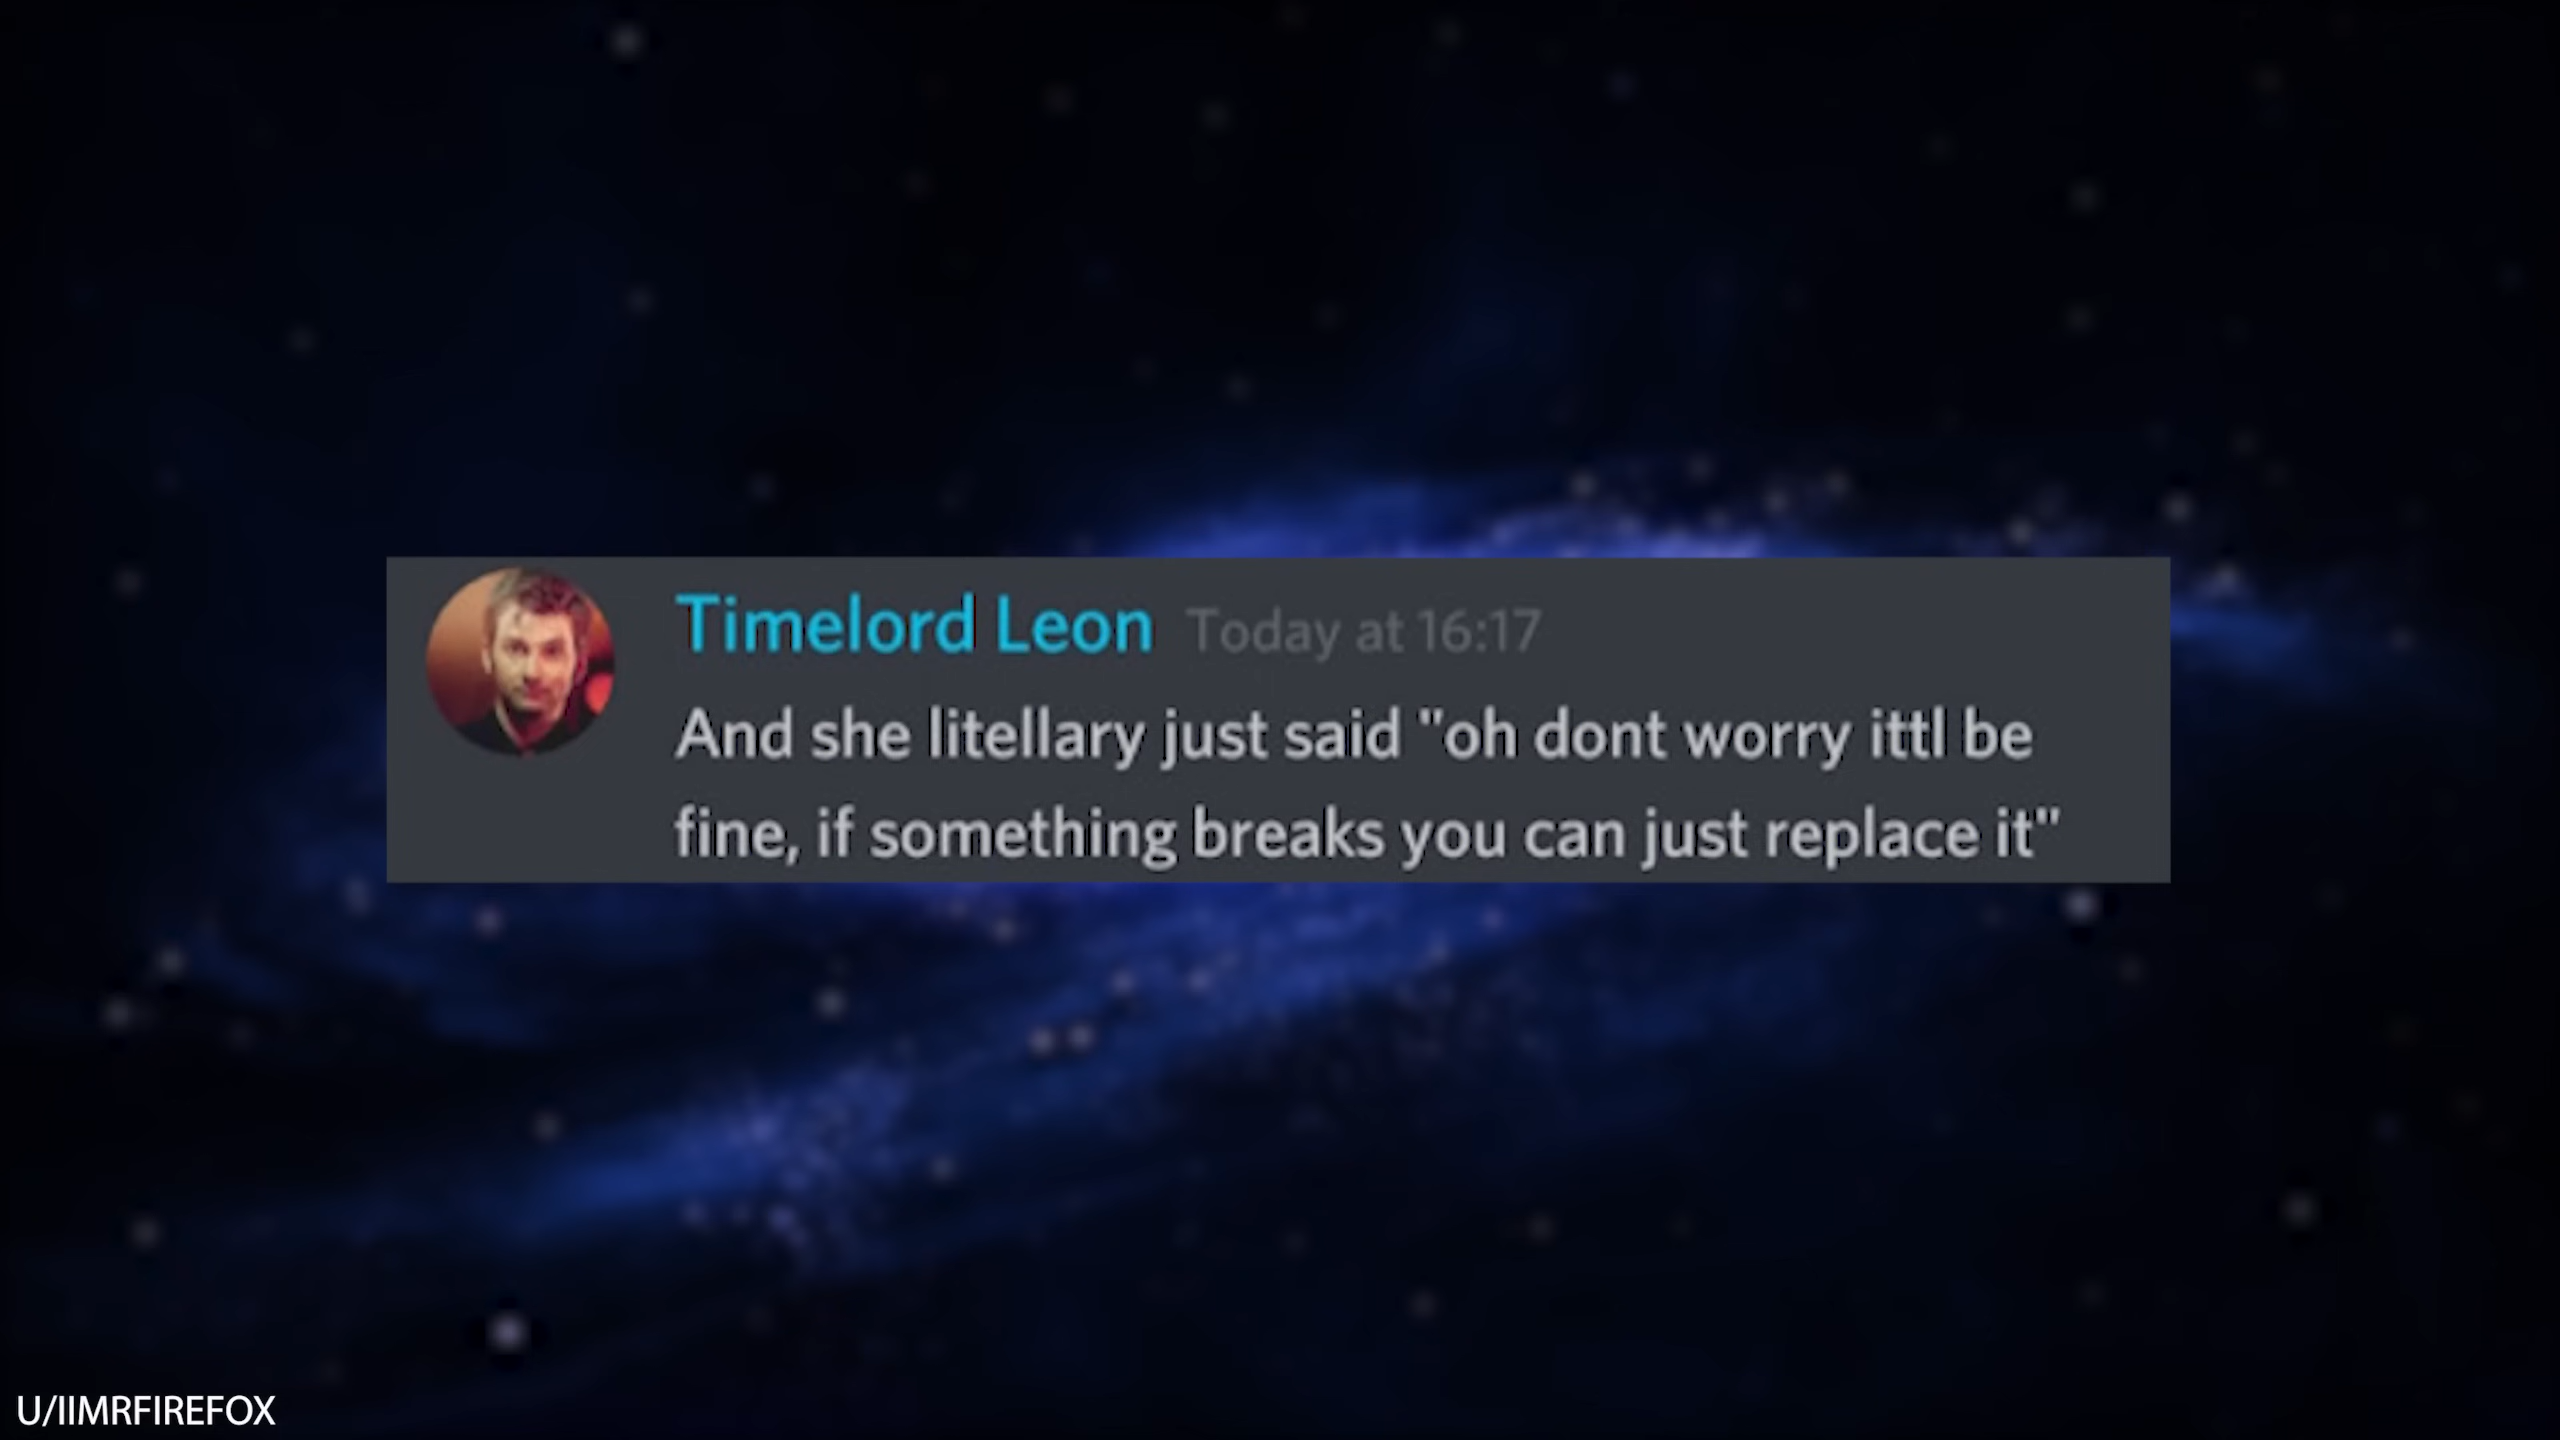 Timelord Leon Today at 16:17
And she litellary just said "oh dont worry ittl be
fine, if something breaks you can just replace it"
U/IIMRFIREFOX